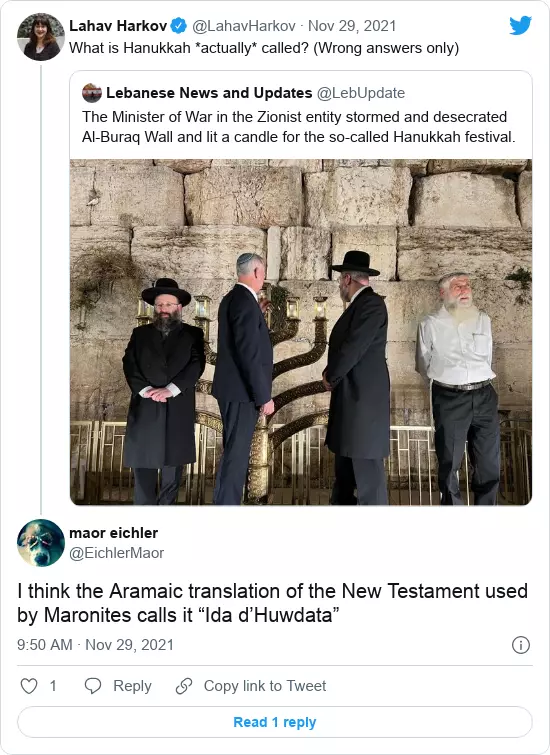 Lahav Harkov @LahavHarkov · Nov 29, 2021
What is Hanukkah *actually* called? (Wrong answers only)
Lebanese News and Updates @LebUpdate
The Minister of War in the Zionist entity stormed and desecrated
Al-Buraq Wall and lit a candle for the so-called Hanukkah festival.
maor eichler
@EichlerMaor
I think the Aramaic translation of the New Testament used
by Maronites calls it “Ida d’Huwdata”
9:50 AM · Nov 29, 2021
1 Reply Copy link to Tweet
Read 1 reply